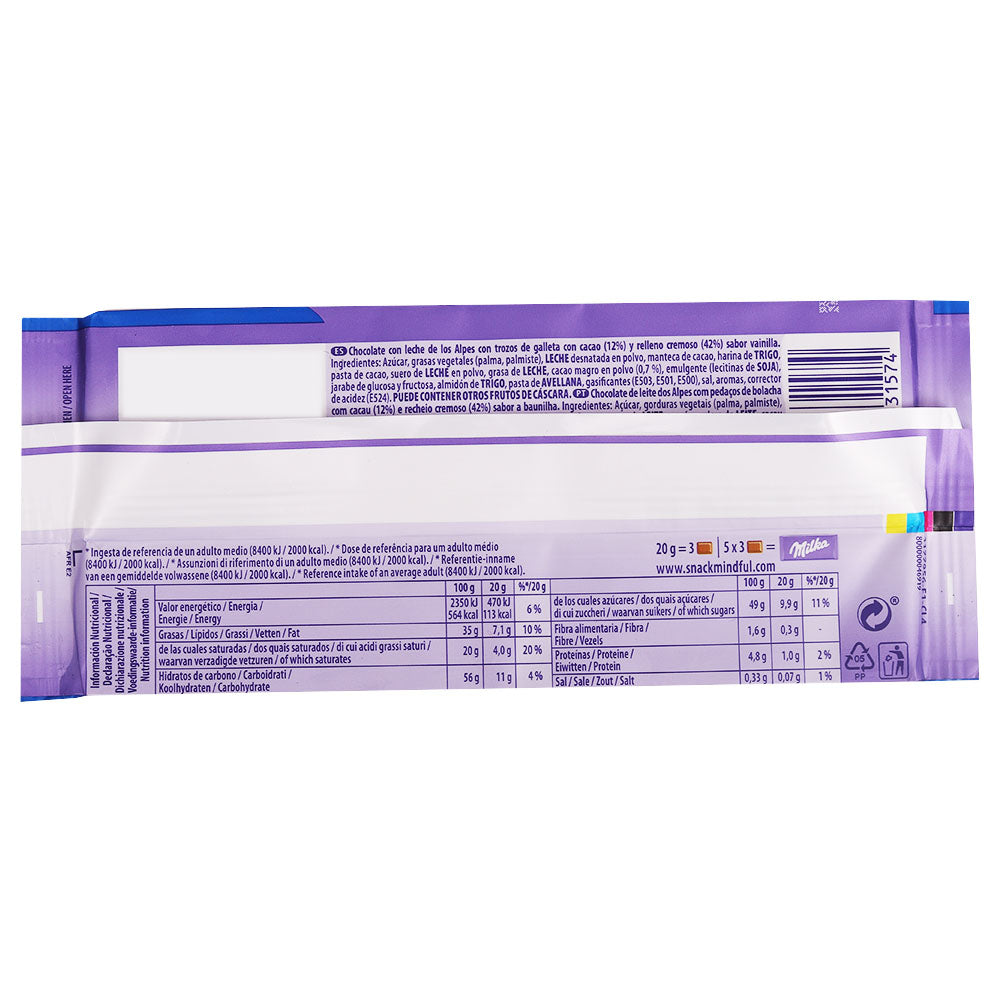 ES Chocolate con leche de los Alpes con trozos de galleta con cacao (12%) y relleno cremoso (42%) sabor vainilla.
Ingredientes: Azúcar, grasas vegetales (palma, palmiste), LECHE desnatada en polvo, manteca de cacao, harina de TRIGO,
pasta de cacao, suero de LECHE en polvo, grasa de LECHE, cacao magro en polvo (0,7 %), emulgente (lecitinas de SOJA),
jarabe de glucosa y fructosa, almidón de TRIGO, pasta de AVELLANA, gasificantes (E503, E501, E500), sal, aromas, corrector
de acidez (E524). PUEDE CONTENER OTROS FRUTOS DE CÁSCARA. PT Chocolate de leite dos Alpes com pedaços de bolacha
com cacau (12%) e recheio cremoso (42%) sabor a baunilha. Ingredientes: Açúcar, gorduras vegetais (palma, palmiste),
31574
/ OPEN HERE
L
APR E2
* Ingesta de referencia de un adulto medio (8400 kJ / 2000 kcal). / * Dose de referência para um adulto médio
(8400 kJ / 2000 kcal). / * Assunzioni di riferimento di un adulto medio (8400 kJ / 2000 kcal). / * Referentie-inname
van een gemiddelde volwassene (8400 kJ / 2000 kcal). / * Reference intake of an average adult (8400 kJ / 2000 kcal).
20 g = 3 | 5 x 3 = Milka
www.snackmindful.com
Información Nutricional /
Declaração Nutricional /
Dichiarazione nutrizionale /
Voedingswaarde-informatie/
Nutrition information
100 g 20 g %*/20 g
Valor energético / Energia /
Energie / Energy
2350 kJ 470 kJ 6 %
564 kcal 113 kcal
Grasas / Lípidos / Grassi / Vetten / Fat 35 g 7,1 g 10 %
de las cuales saturadas / dos quais saturados / di cui acidi grassi saturi /
waarvan verzadigde vetzuren / of which saturates 20 g 4,0 g 20 %
Hidratos de carbono / Carboidrati /
Koolhydraten / Carbohydrate 56 g 11 g 4 %
100 g 20 g %*/20 g
de los cuales azúcares / dos quais açúcares /
di cui zuccheri / waarvan suikers / of which sugars 49 g 9,9 g 11 %
Fibra alimentaria / Fibra /
Fibre / Vezels 1,6 g 0,3 g -
Proteínas / Proteine /
Eiwitten / Protein 4,8 g 1,0 g 2 %
Sal / Sale / Zout / Salt 0,33 g 0,07 g 1 %
®
05
PP